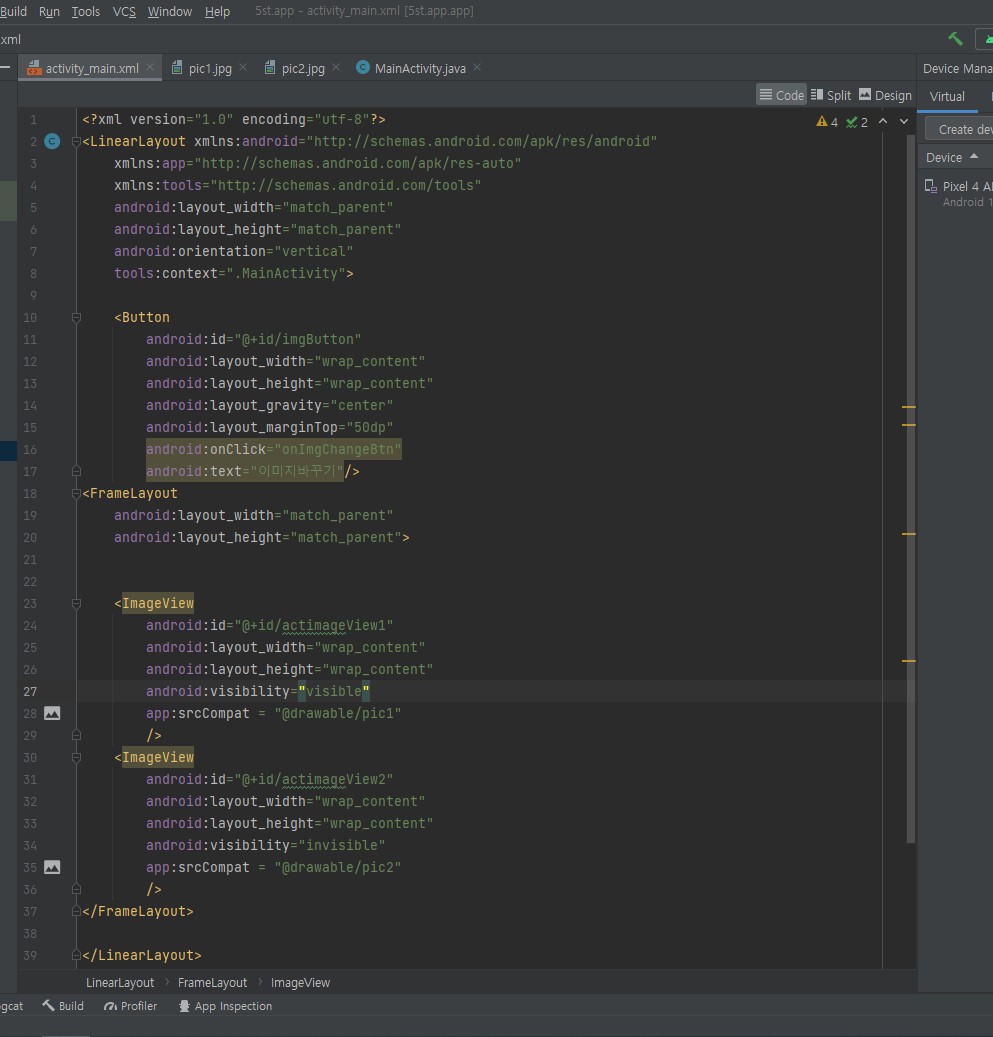 Build Run Tools VCS Window Help 5st.app - activity_main.xml [5st.app.app]
xml
activity_main.xml pic1.jpg pic2.jpg MainActivity.java Device Mana
Code Split Design Virtual
4 2
Create dev
Device
Pixel 4 AI
Android 1
1 <?xml version="1.0" encoding="utf-8"?>
2 <LinearLayout xmlns:android="http://schemas.android.com/apk/res/android"
3 xmlns:app="http://schemas.android.com/apk/res-auto"
4 xmlns:tools="http://schemas.android.com/tools"
5 android:layout_width="match_parent"
6 android:layout_height="match_parent"
7 android:orientation="vertical"
8 tools:context=".MainActivity">
9
10 <Button
11 android:id="@+id/imgButton"
12 android:layout_width="wrap_content"
13 android:layout_height="wrap_content"
14 android:layout_gravity="center"
15 android:layout_marginTop="50dp"
16 android:onClick="onImgChangeBtn"
17 android:text="이미지바꾸기"/>
18 <FrameLayout
19 android:layout_width="match_parent"
20 android:layout_height="match_parent">
21
22
23 <ImageView
24 android:id="@+id/actimageView1"
25 android:layout_width="wrap_content"
26 android:layout_height="wrap_content"
27 android:visibility="visible"
28 app:srcCompat = "@drawable/pic1"
29 />
30 <ImageView
31 android:id="@+id/actimageView2"
32 android:layout_width="wrap_content"
33 android:layout_height="wrap_content"
34 android:visibility="invisible"
35 app:srcCompat = "@drawable/pic2"
36 />
37 </FrameLayout>
38
39 </LinearLayout>
LinearLayout FrameLayout ImageView
ogcat Build Profiler App Inspection